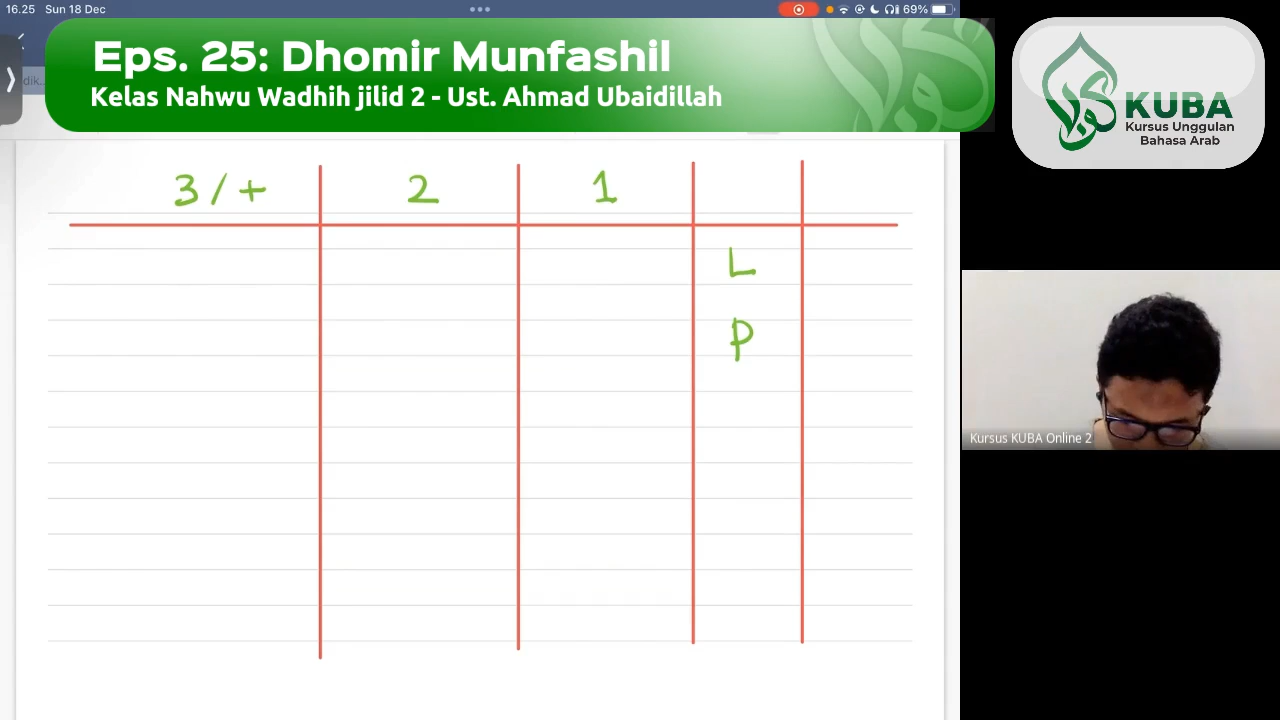 16.25 Sun 18 Dec
69%
dik..
Eps. 25: Dhomir Munfashil
Kelas Nahwu Wadhih jilid 2 - Ust. Ahmad Ubaidillah
KUBA
Kursus Unggulan
Bahasa Arab
3 / + 2 1
L
P
Kursus KUBA Online 2